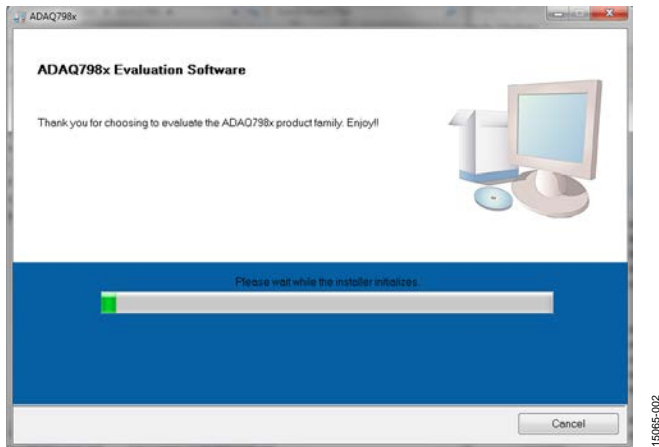 ADAQ798x
ADAQ798x Evaluation Software
Thank you for choosing to evaluate the ADAQ798x product family. Enjoy!!
Please wait while the installer initializes.
Cancel
15065-002